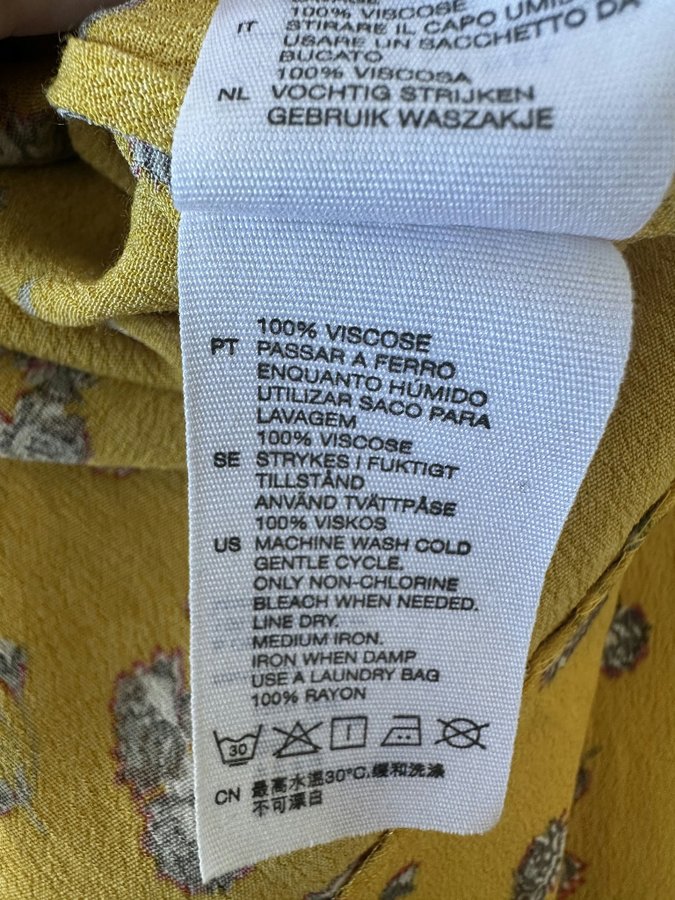 100% VISCOSE
IT STIRARE IL CAPO UMIDO
USARE UN SACCHETTO DA
BUCATO
100% VISCOSA
NL VOCHTIG STRIJKEN
GEBRUIK WASZAKJE
100% VISCOSE
PT PASSAR A FERRO
ENQUANTO HÚMIDO
UTILIZAR SACO PARA
LAVAGEM
100% VISCOSE
SE STRYKES I FUKTIGT
TILLSTÅND
ANVÄND TVÄTTPÅSE
100% VISKOS
US MACHINE WASH COLD
GENTLE CYCLE.
ONLY NON-CHLORINE
BLEACH WHEN NEEDED.
LINE DRY.
MEDIUM IRON.
IRON WHEN DAMP
USE A LAUNDRY BAG
100% RAYON
30
CN 最高水温30°C,缓和洗涤
不可漂白